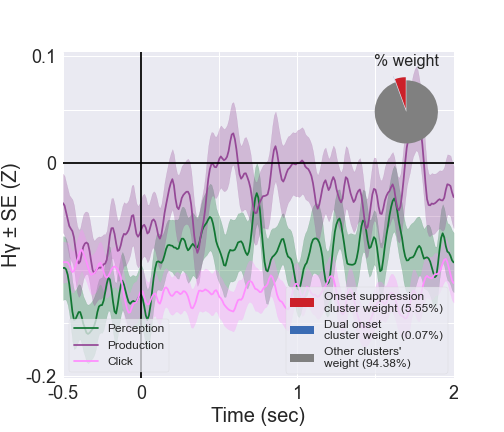 % weight
0.1
0
-0.2
Hγ ± SE (Z)
Perception
Production
Click
Onset suppression
cluster weight (5.55%)
Dual onset
cluster weight (0.07%)
Other clusters'
weight (94.38%)
-0.5
0
1
2
Time (sec)